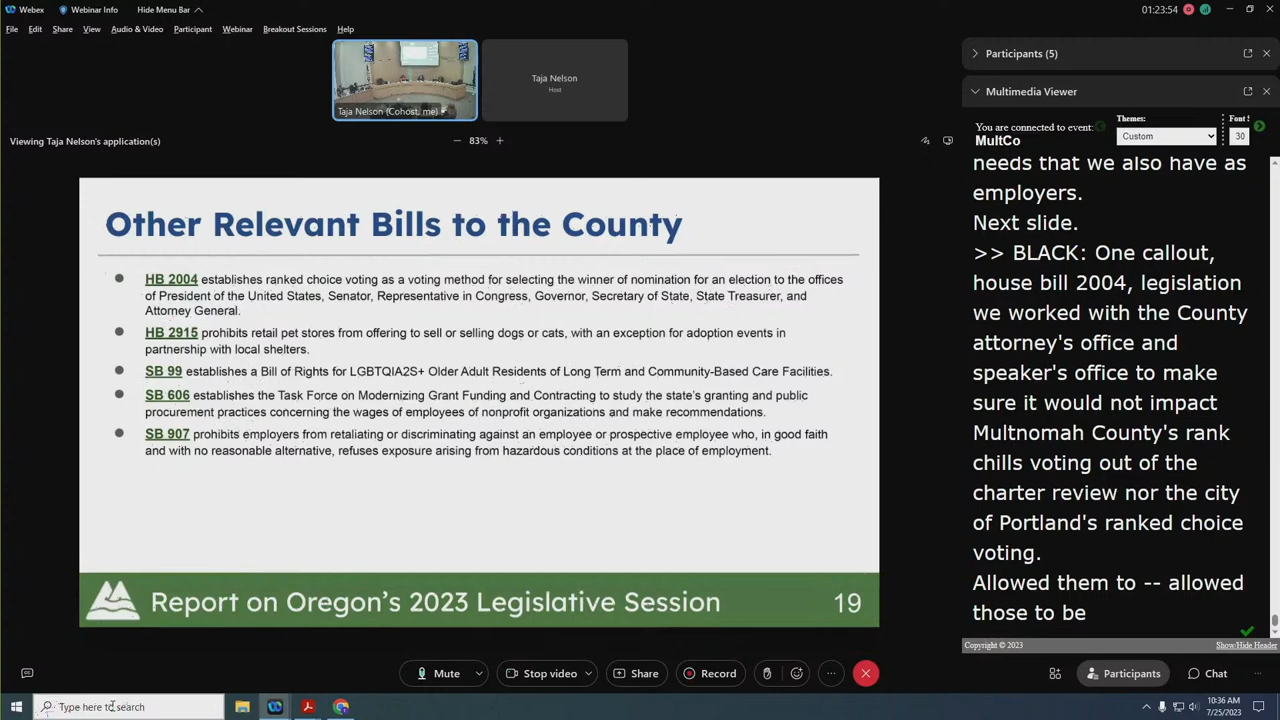 Webex
Webinar Info
Hide Menu Bar
01:23:54
File Edit Share View Audio & Video Participant Webinar Breakout Sessions Help
Taja Nelson (Cohost, me)
Taja Nelson
Host
Viewing Taja Nelson's application(s)
83%
Other Relevant Bills to the County
HB 2004 establishes ranked choice voting as a voting method for selecting the winner of nomination for an election to the offices
of President of the United States, Senator, Representative in Congress, Governor, Secretary of State, State Treasurer, and
Attorney General.
HB 2915 prohibits retail pet stores from offering to sell or selling dogs or cats, with an exception for adoption events in
partnership with local shelters.
SB 99 establishes a Bill of Rights for LGBTQIA2S+ Older Adult Residents of Long Term and Community-Based Care Facilities.
SB 606 establishes the Task Force on Modernizing Grant Funding and Contracting to study the state's granting and public
procurement practices concerning the wages of employees of nonprofit organizations and make recommendations.
SB 907 prohibits employers from retaliating or discriminating against an employee or prospective employee who, in good faith
and with no reasonable alternative, refuses exposure arising from hazardous conditions at the place of employment.
Report on Oregon's 2023 Legislative Session
19
Participants (5)
Multimedia Viewer
You are connected to event:
MultCo
Themes:
Custom
Font S
30
needs that we also have as
employers.
Next slide.
>> BLACK: One callout,
house bill 2004, legislation
we worked with the County
attorney's office and
speaker's office to make
sure it would not impact
Multnomah County's rank
chills voting out of the
charter review nor the city
of Portland's ranked choice
voting.
Allowed them to -- allowed
those to be
Copyright © 2023
Show/Hide Header
Mute
Stop video
Share
Record
Participants
Chat
Type here to search
10:36 AM
7/25/2023